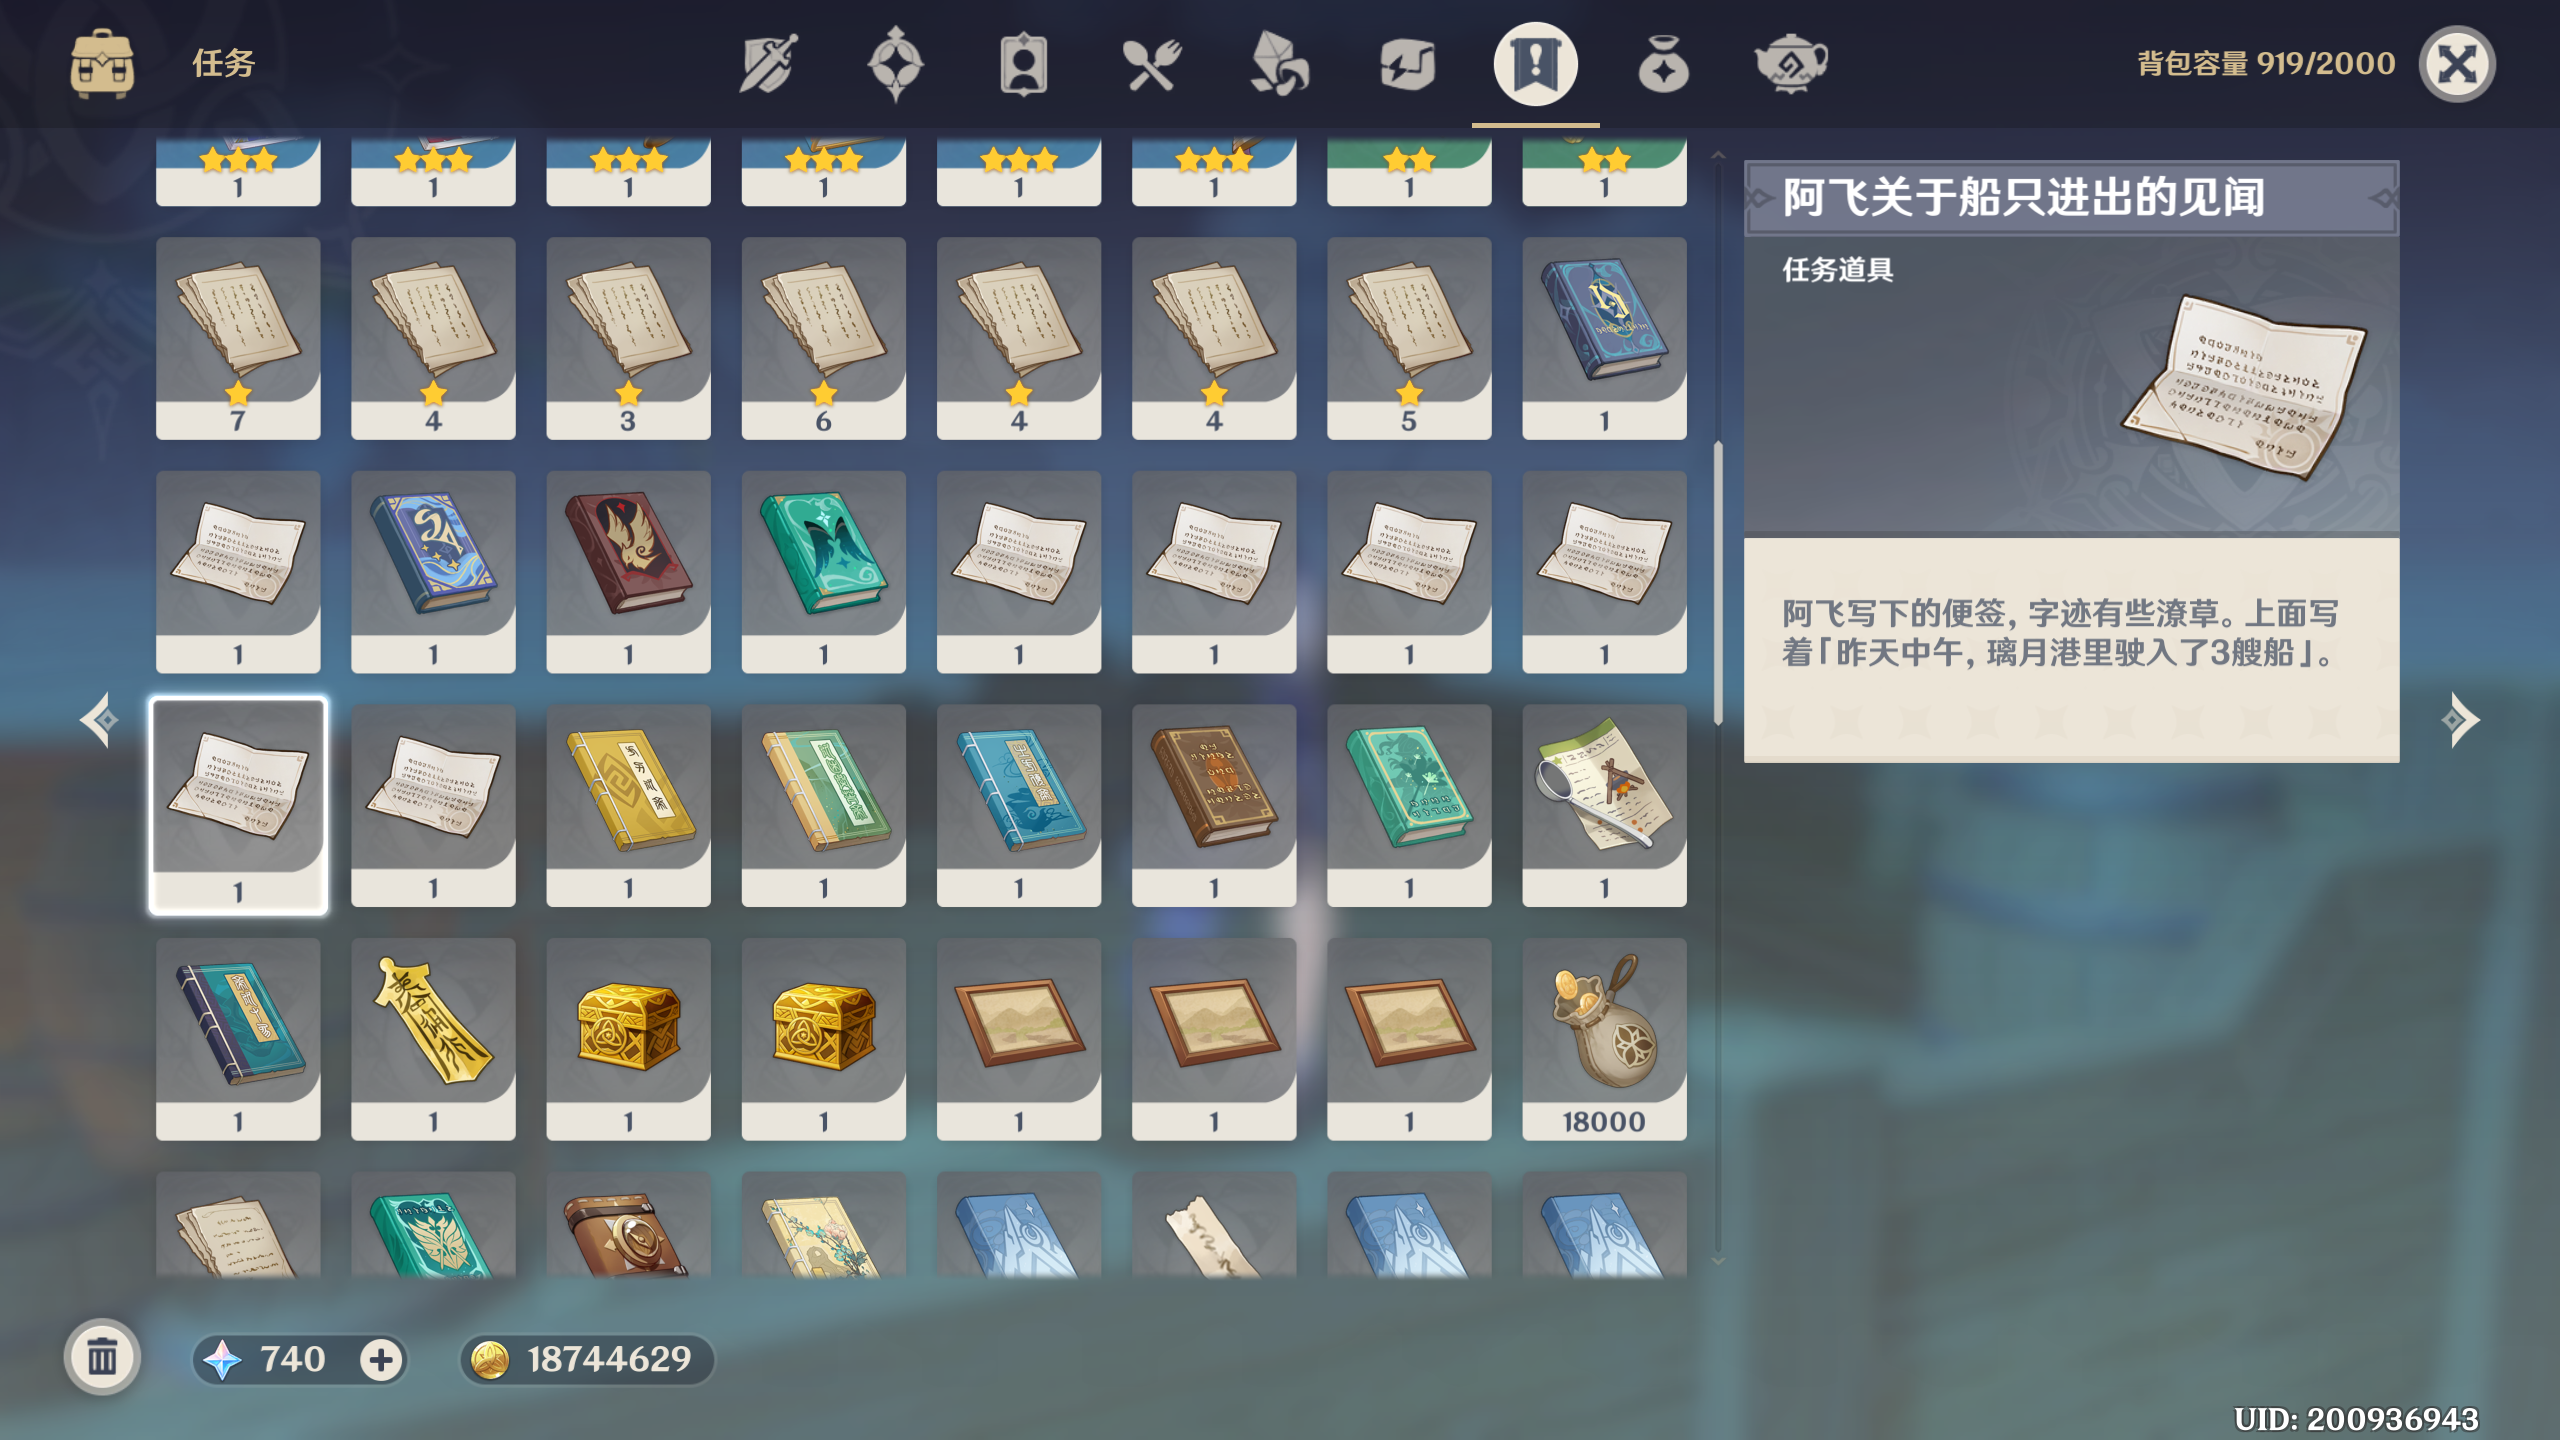 任务
背包容量 919/2000
1 1 1 1 1 1 1 1
7 4 3 6 4 4 5 1
1 1 1 1 1 1 1 1
1 1 1 1 1 1 1 1
1 1 1 1 1 1 1 18000
阿飞关于船只进出的见闻
任务道具
阿飞写下的便签，字迹有些潦草。上面写
着「昨天中午，璃月港里驶入了3艘船」。
740
18744629
UID: 200936943